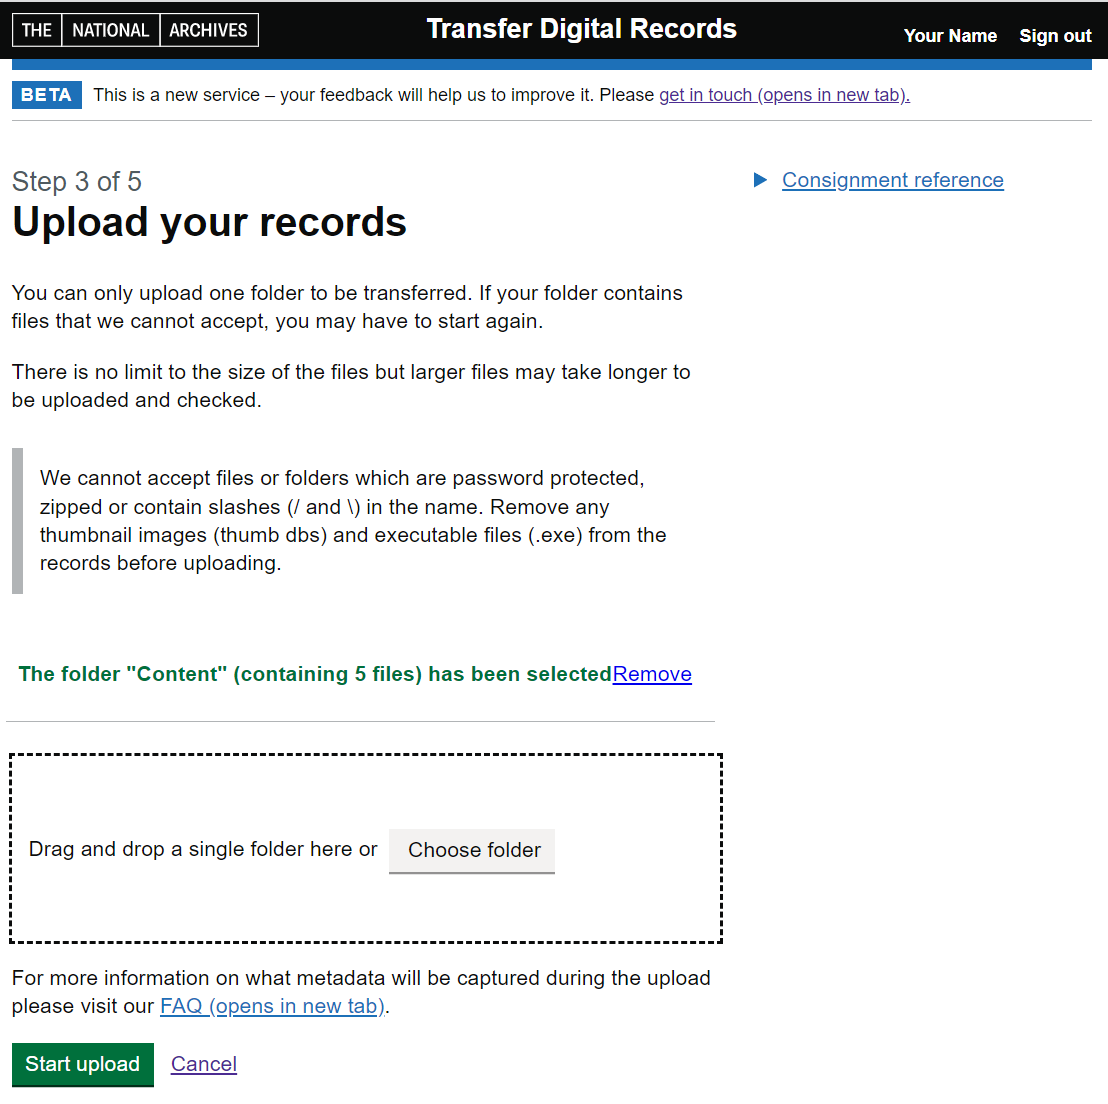 THE NATIONAL ARCHIVES
Transfer Digital Records
Your Name Sign out
BETA This is a new service – your feedback will help us to improve it. Please get in touch (opens in new tab).
Step 3 of 5
Upload your records
Consignment reference
You can only upload one folder to be transferred. If your folder contains
files that we cannot accept, you may have to start again.
There is no limit to the size of the files but larger files may take longer to
be uploaded and checked.
We cannot accept files or folders which are password protected,
zipped or contain slashes (/ and \) in the name. Remove any
thumbnail images (thumb dbs) and executable files (.exe) from the
records before uploading.
The folder "Content" (containing 5 files) has been selectedRemove
Drag and drop a single folder here or Choose folder
For more information on what metadata will be captured during the upload
please visit our FAQ (opens in new tab).
Start upload Cancel